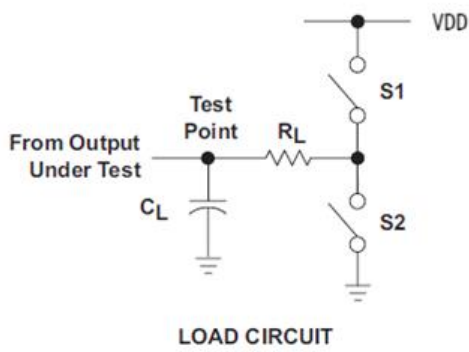 VDD
S1
Test
Point
RL
From Output
Under Test
CL
S2
LOAD CIRCUIT